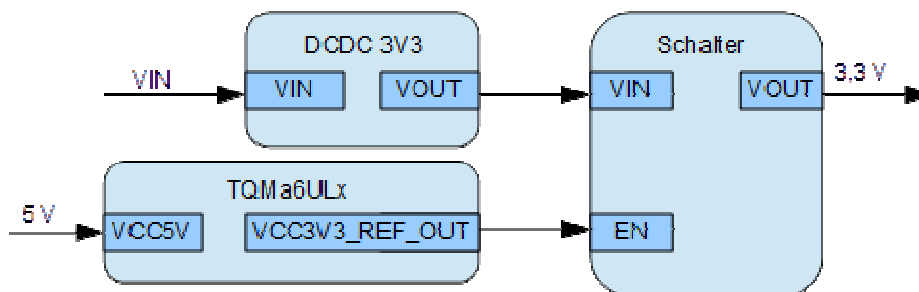 DCDC 3V3
Schalter
VIN
VIN
VOUT
VIN
VOUT
3,3 V
TQMa6ULx
5 V
VCC5V
VCC3V3_REF_OUT
EN